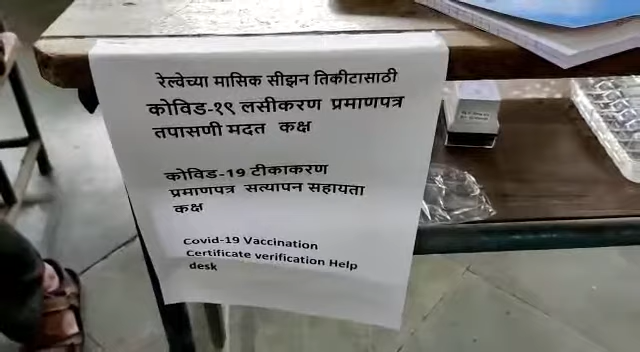 रेल्वेच्या मासिक सीझन तिकीटासाठी
कोविड-१९ लसीकरण प्रमाणपत्र
तपासणी मदत कक्ष
कोविड-19 टीकाकरण
प्रमाणपत्र सत्यापन सहायता
कक्ष
Covid-19 Vaccination
Certificate verification Help
desk